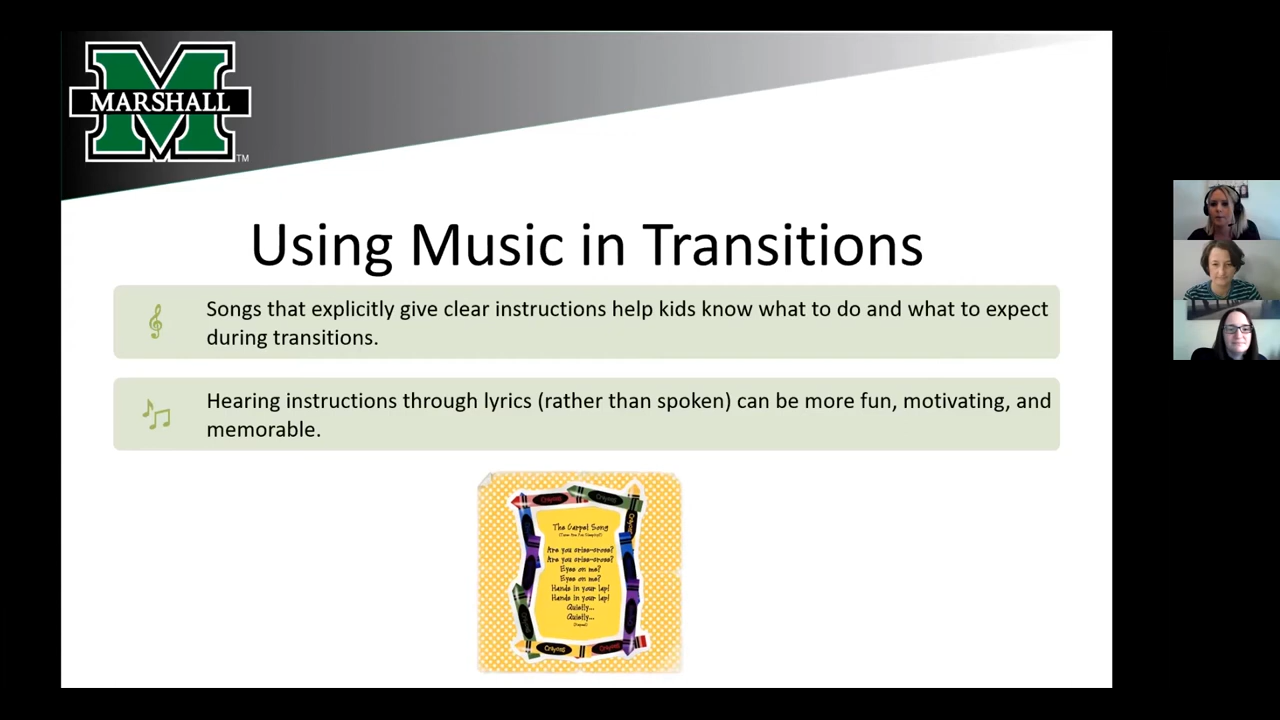 MARSHALL
TM
Using Music in Transitions
Songs that explicitly give clear instructions help kids know what to do and what to expect
during transitions.
Hearing instructions through lyrics (rather than spoken) can be more fun, motivating, and
memorable.
The Carpet Song
Are you criss-cross?
Are you criss-cross?
Eyes on me?
Eyes on me?
Hands in your lap!
Hands in your lap!
Quietly...
Quietly...